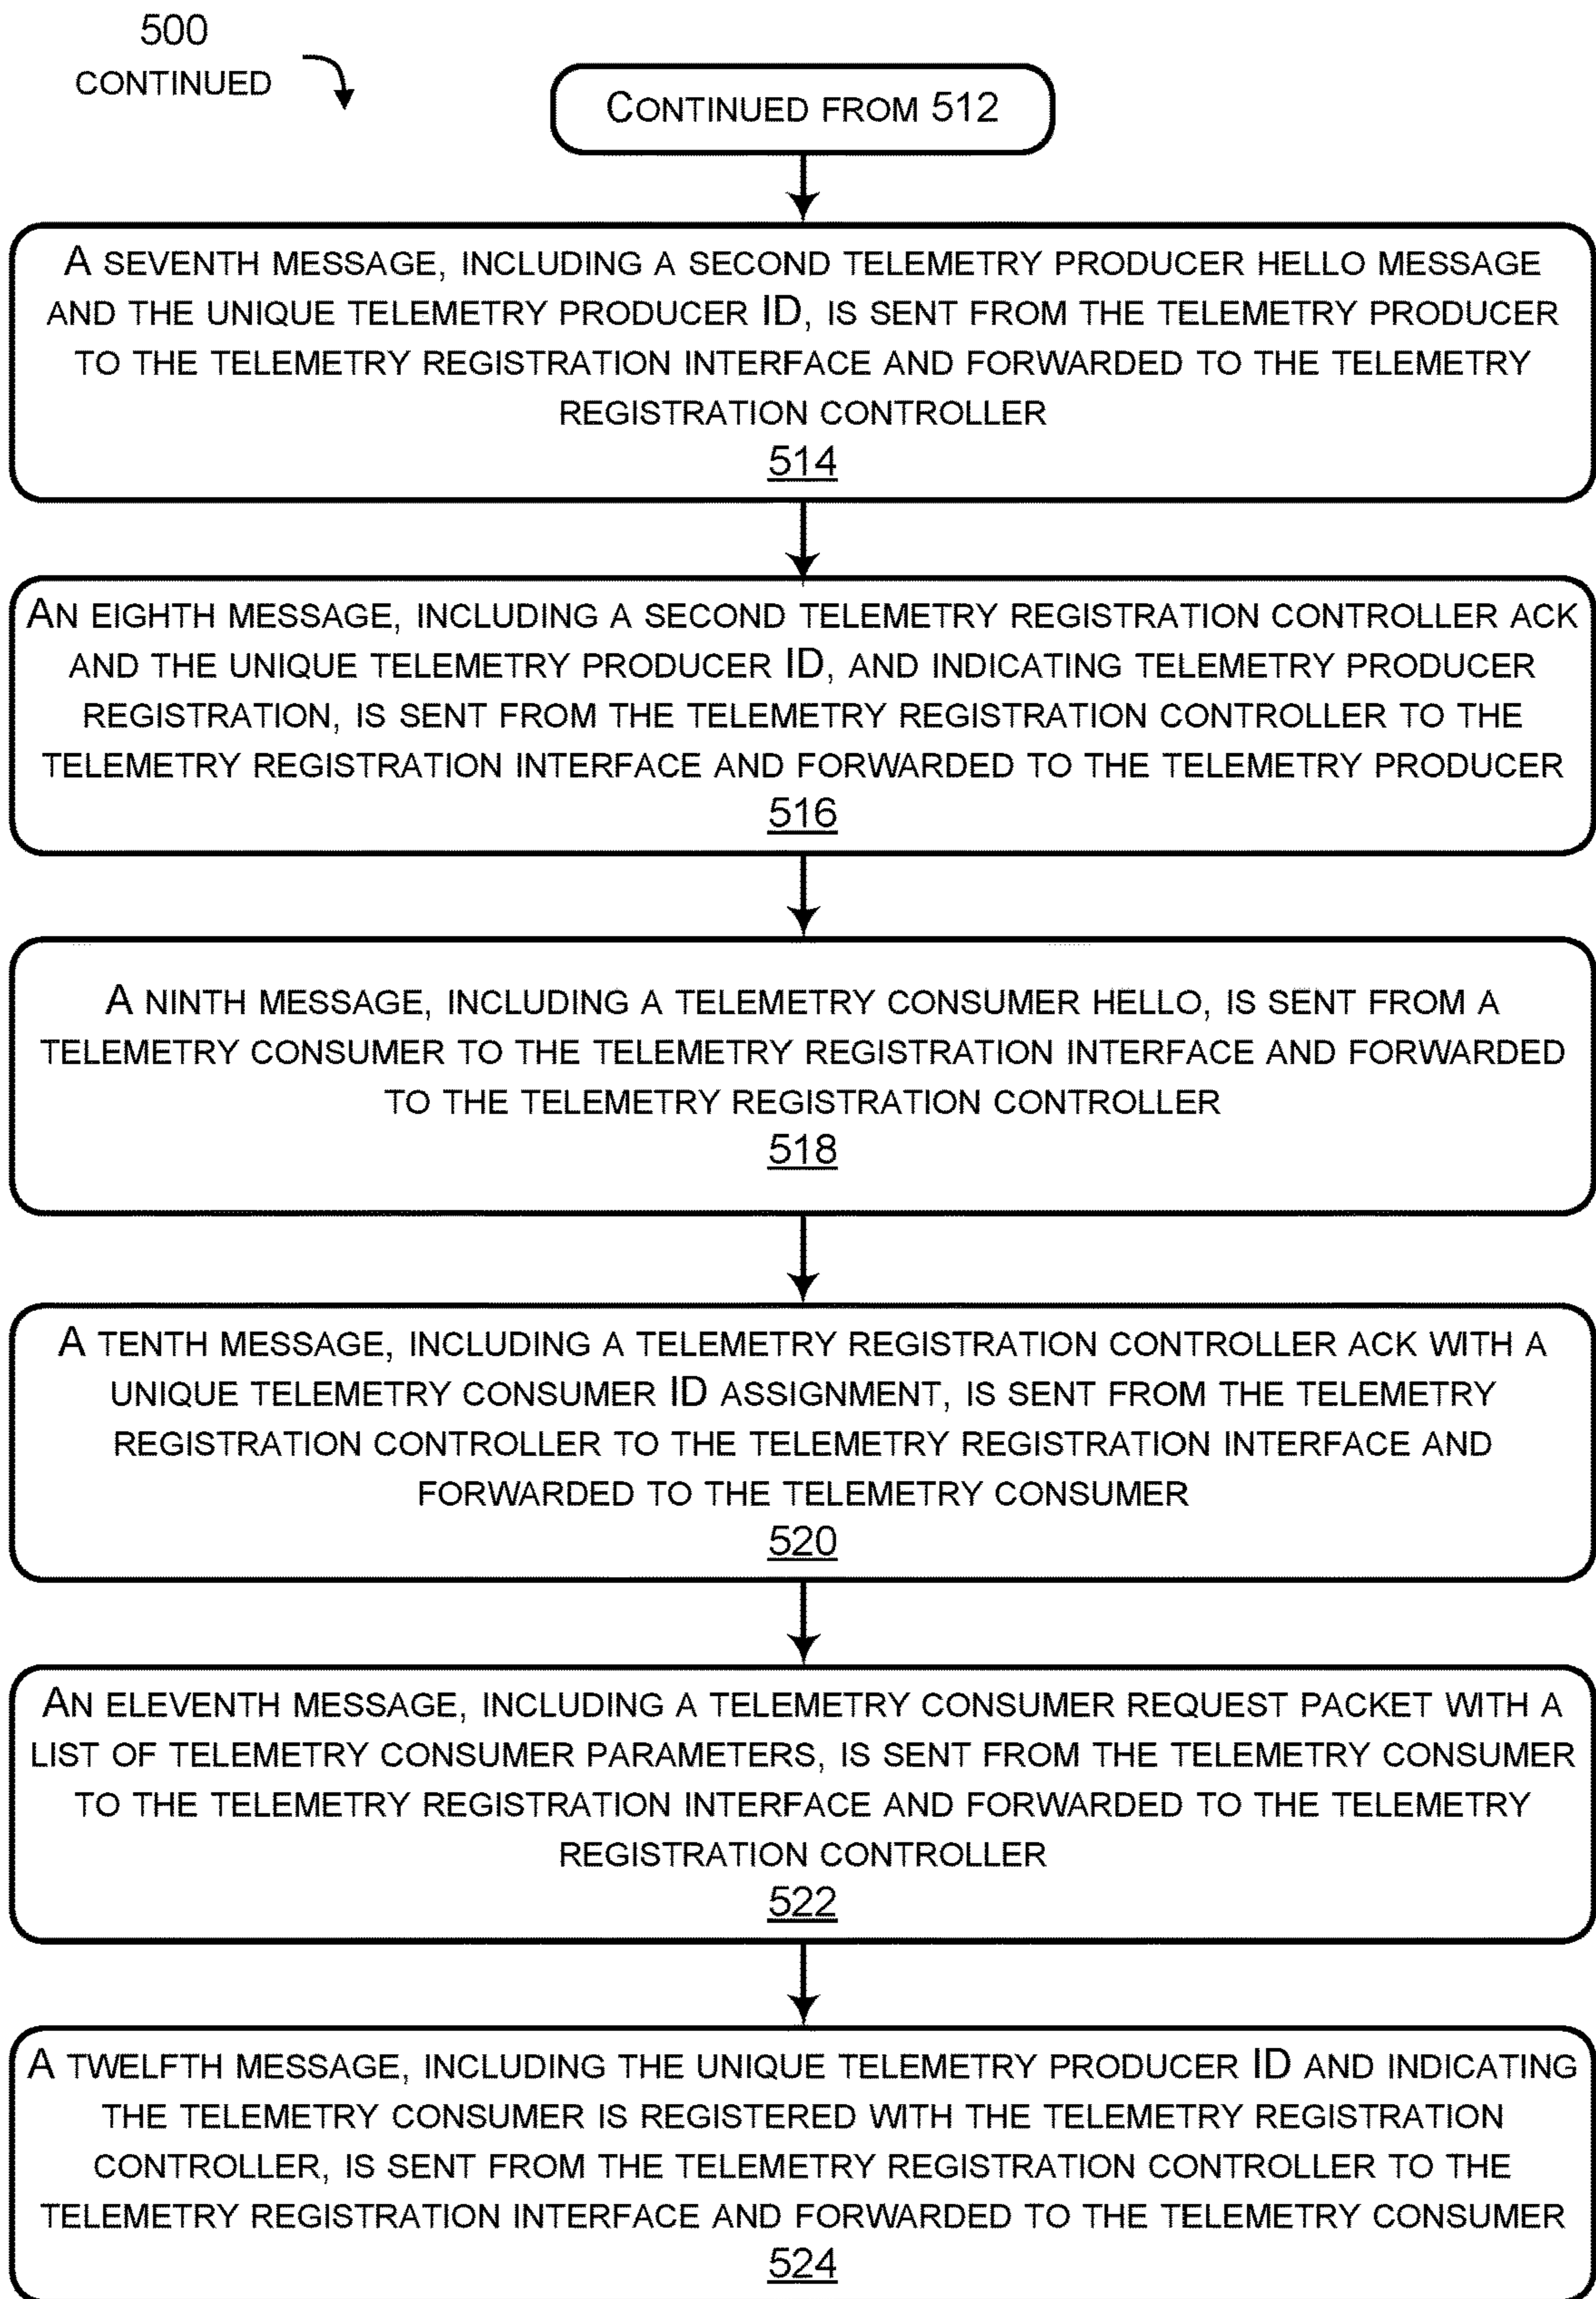 500
CONTINUED
CONTINUED FROM 512
A SEVENTH MESSAGE, INCLUDING A SECOND TELEMETRY PRODUCER HELLO MESSAGE
AND THE UNIQUE TELEMETRY PRODUCER ID, IS SENT FROM THE TELEMETRY PRODUCER
TO THE TELEMETRY REGISTRATION INTERFACE AND FORWARDED TO THE TELEMETRY
REGISTRATION CONTROLLER
514
AN EIGHTH MESSAGE, INCLUDING A SECOND TELEMETRY REGISTRATION CONTROLLER ACK
AND THE UNIQUE TELEMETRY PRODUCER ID, AND INDICATING TELEMETRY PRODUCER
REGISTRATION, IS SENT FROM THE TELEMETRY REGISTRATION CONTROLLER TO THE
TELEMETRY REGISTRATION INTERFACE AND FORWARDED TO THE TELEMETRY PRODUCER
516
A NINTH MESSAGE, INCLUDING A TELEMETRY CONSUMER HELLO, IS SENT FROM A
TELEMETRY CONSUMER TO THE TELEMETRY REGISTRATION INTERFACE AND FORWARDED
TO THE TELEMETRY REGISTRATION CONTROLLER
518
A TENTH MESSAGE, INCLUDING A TELEMETRY REGISTRATION CONTROLLER ACK WITH A
UNIQUE TELEMETRY CONSUMER ID ASSIGNMENT, IS SENT FROM THE TELEMETRY
REGISTRATION CONTROLLER TO THE TELEMETRY REGISTRATION INTERFACE AND
FORWARDED TO THE TELEMETRY CONSUMER
520
AN ELEVENTH MESSAGE, INCLUDING A TELEMETRY CONSUMER REQUEST PACKET WITH A
LIST OF TELEMETRY CONSUMER PARAMETERS, IS SENT FROM THE TELEMETRY CONSUMER
TO THE TELEMETRY REGISTRATION INTERFACE AND FORWARDED TO THE TELEMETRY
REGISTRATION CONTROLLER
522
A TWELFTH MESSAGE, INCLUDING THE UNIQUE TELEMETRY PRODUCER ID AND INDICATING
THE TELEMETRY CONSUMER IS REGISTERED WITH THE TELEMETRY REGISTRATION
CONTROLLER, IS SENT FROM THE TELEMETRY REGISTRATION CONTROLLER TO THE
TELEMETRY REGISTRATION INTERFACE AND FORWARDED TO THE TELEMETRY CONSUMER
524